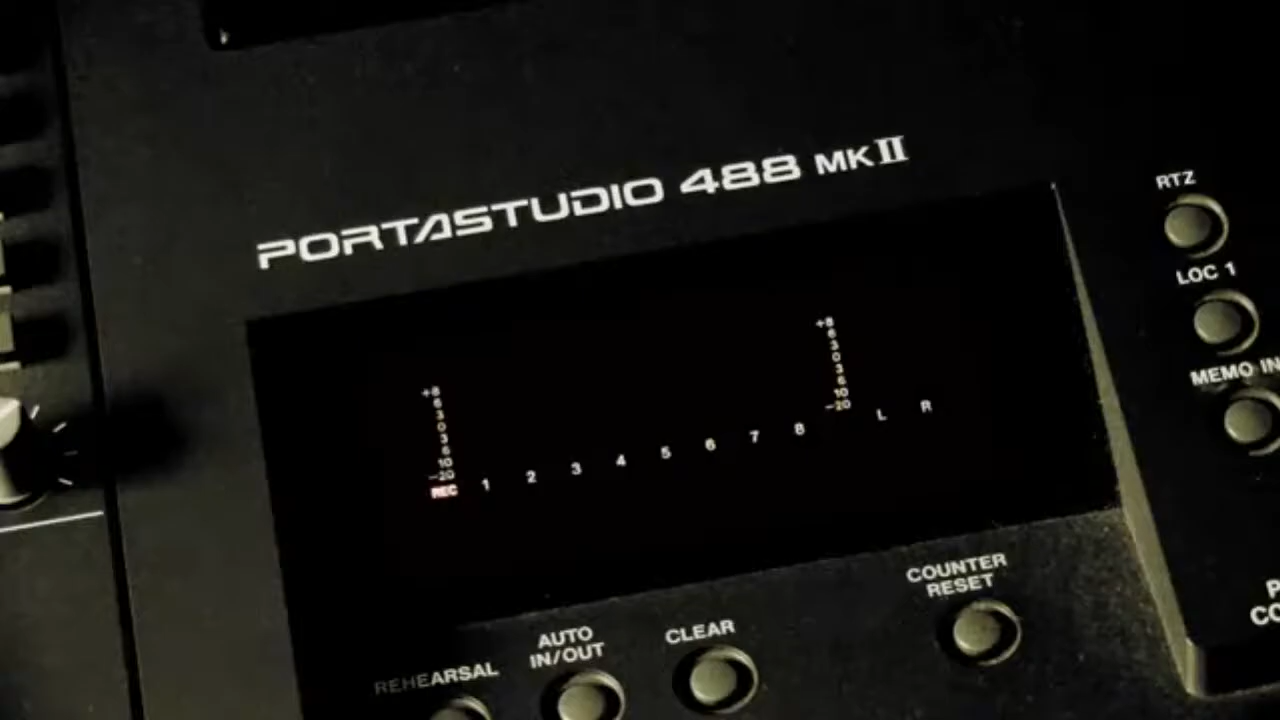 PORTASTUDIO 488 MKII
RTZ
LOC 1
MEMO IN
+8
6
3
0
3
6
10
-20
REC
1 2 3 4 5 6 7 8
+8
6
3
0
3
6
10
-20
L R
COUNTER
RESET
CLEAR
AUTO
IN/OUT
REHEARSAL